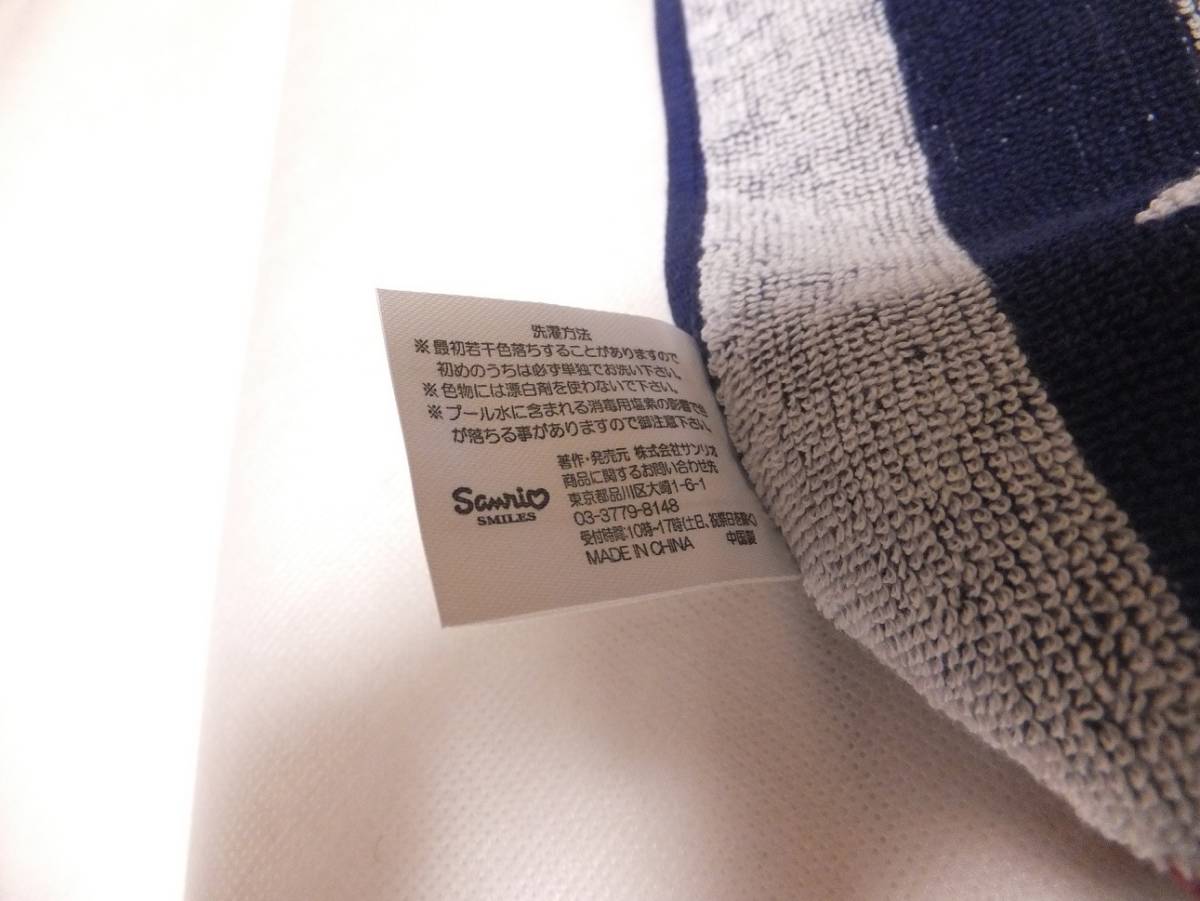 洗濯方法
※最初若干色落ちすることがありますので
初めのうちは必ず単独でお洗い下さい。
※色物には漂白剤を使わないで下さい。
※プール水に含まれる消毒用塩素の影響で色
が落ちる事がありますので御注意下さい。
著作・発売元 株式会社サンリオ
商品に関するお問い合わせ先
東京都品川区大崎1-6-1
03-3779-8148
受付時間:10時~17時(土日、祝祭日を除く)
MADE IN CHINA 中国製
Sanrio
SMILES